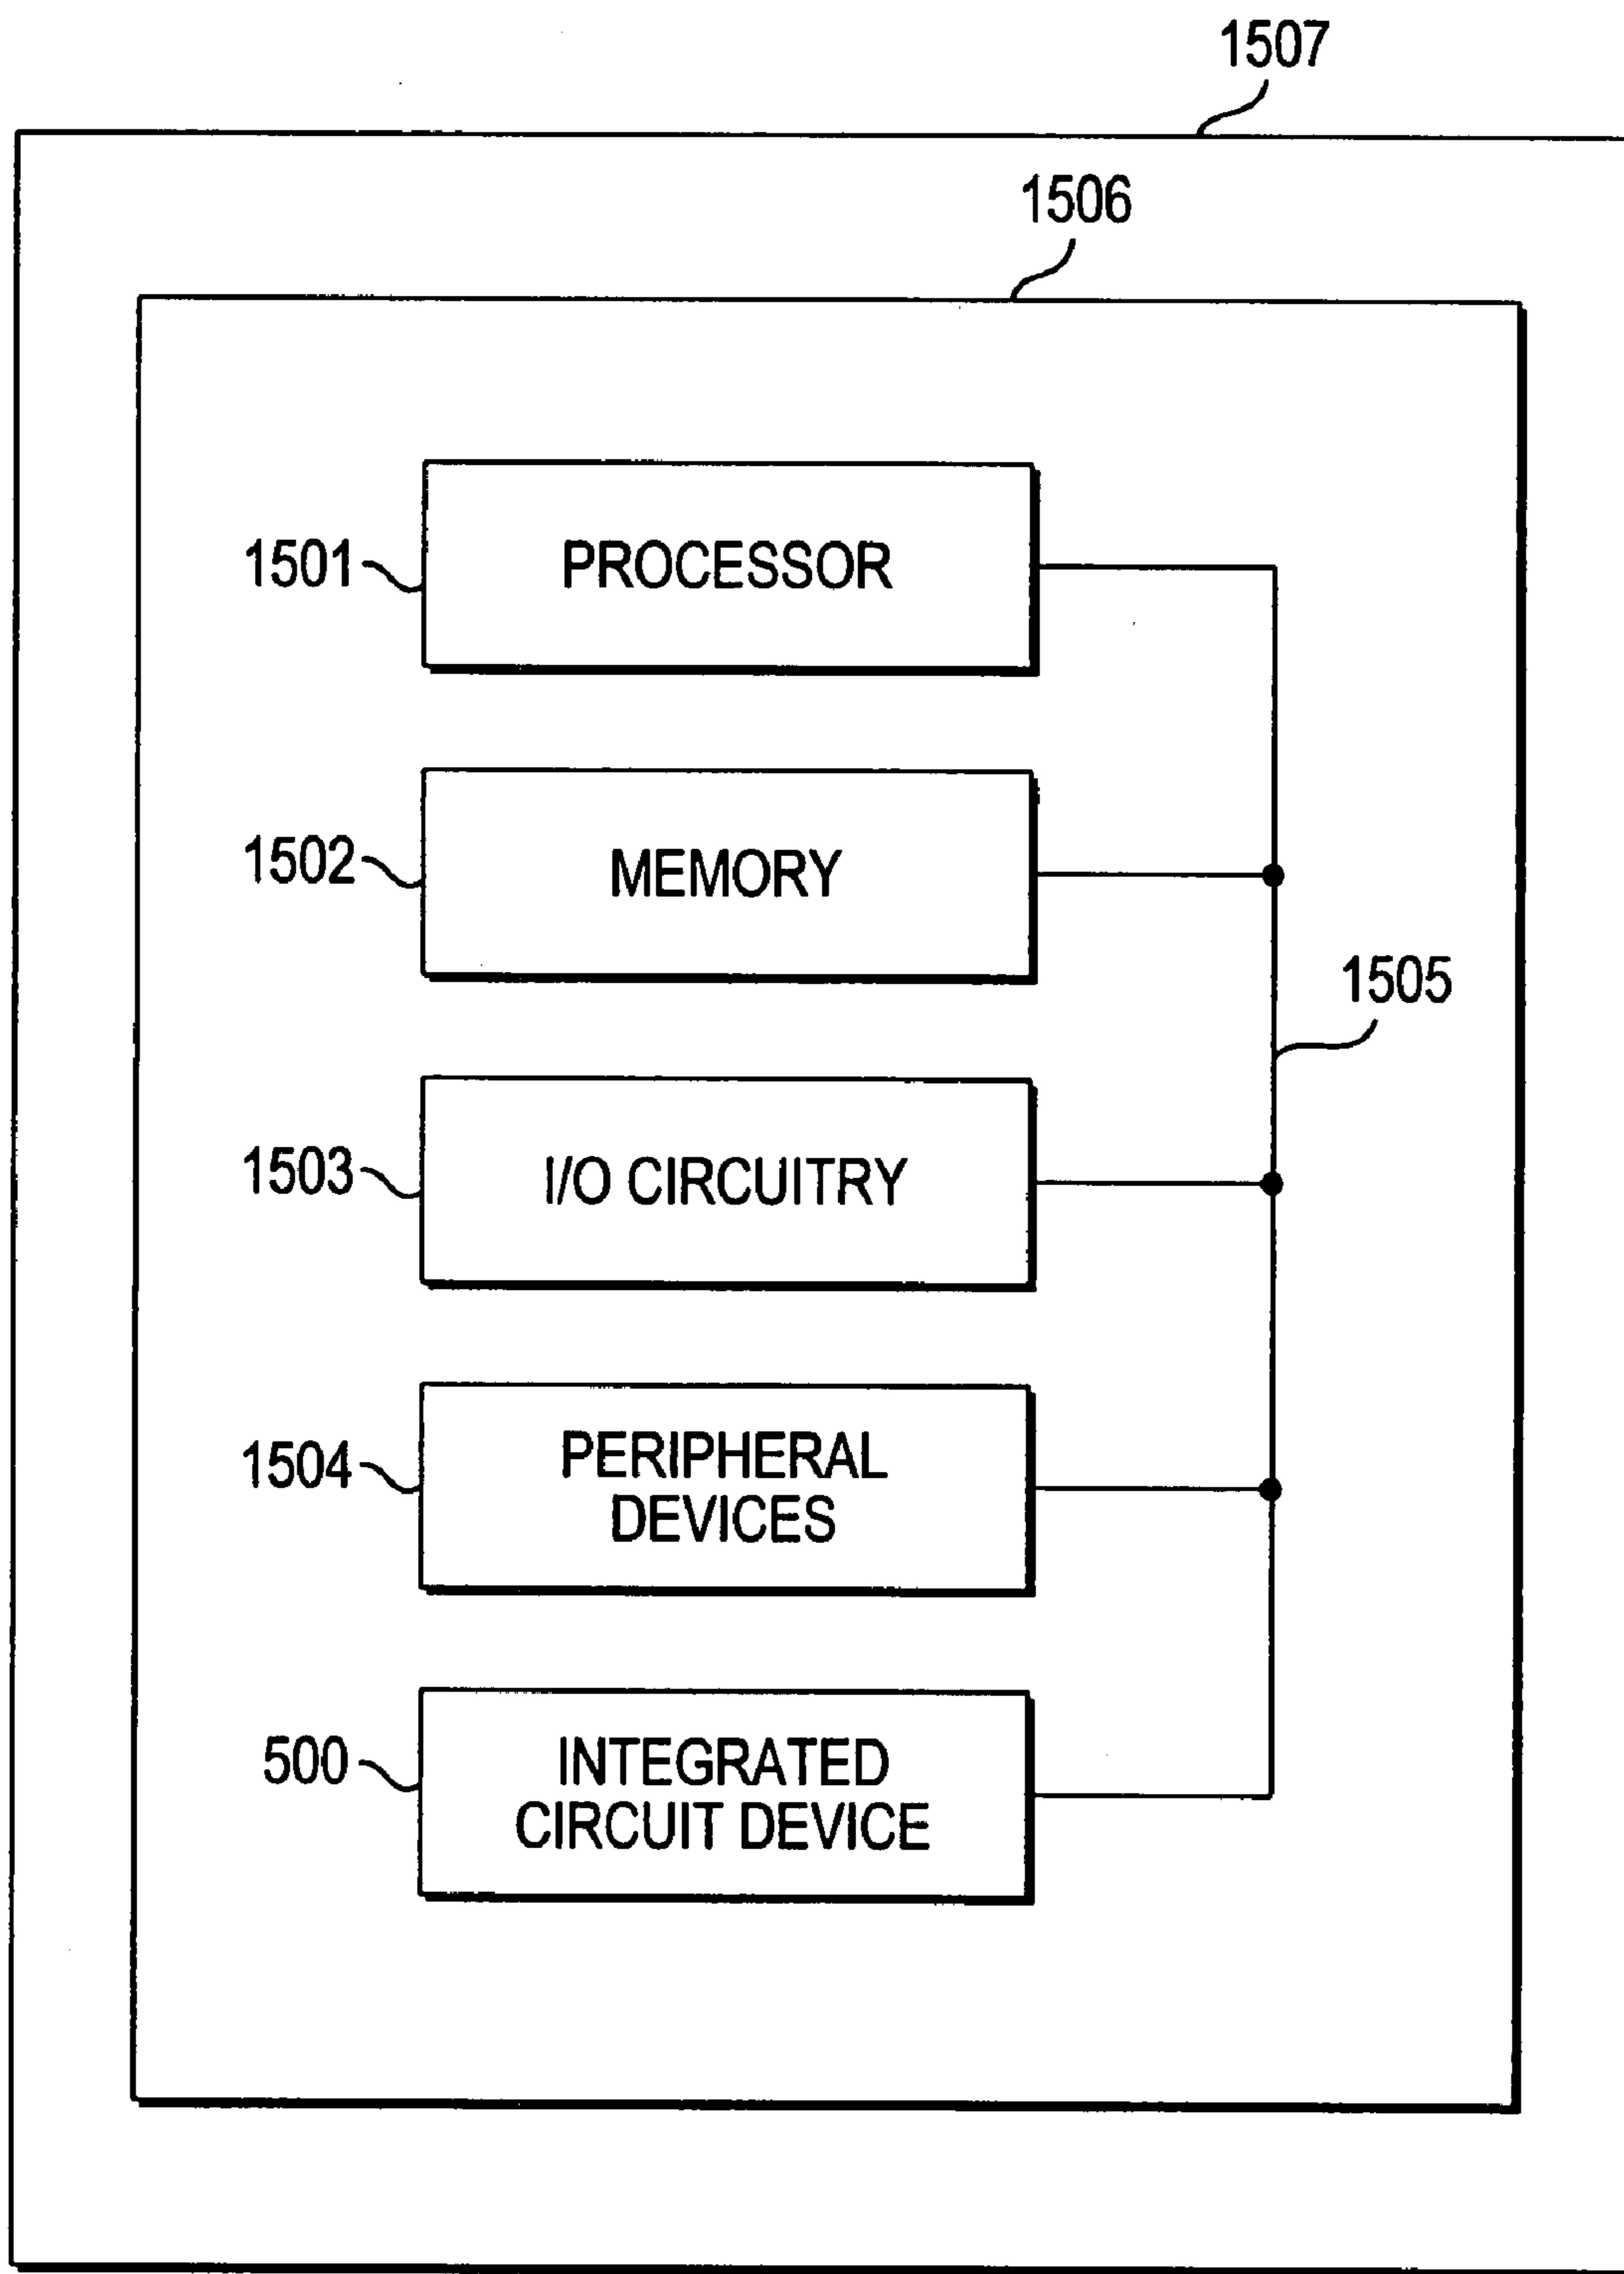 1507
1506
1501
PROCESSOR
1502
MEMORY
1505
1503
I/O CIRCUITRY
1504
PERIPHERAL
DEVICES
500
INTEGRATED
CIRCUIT DEVICE